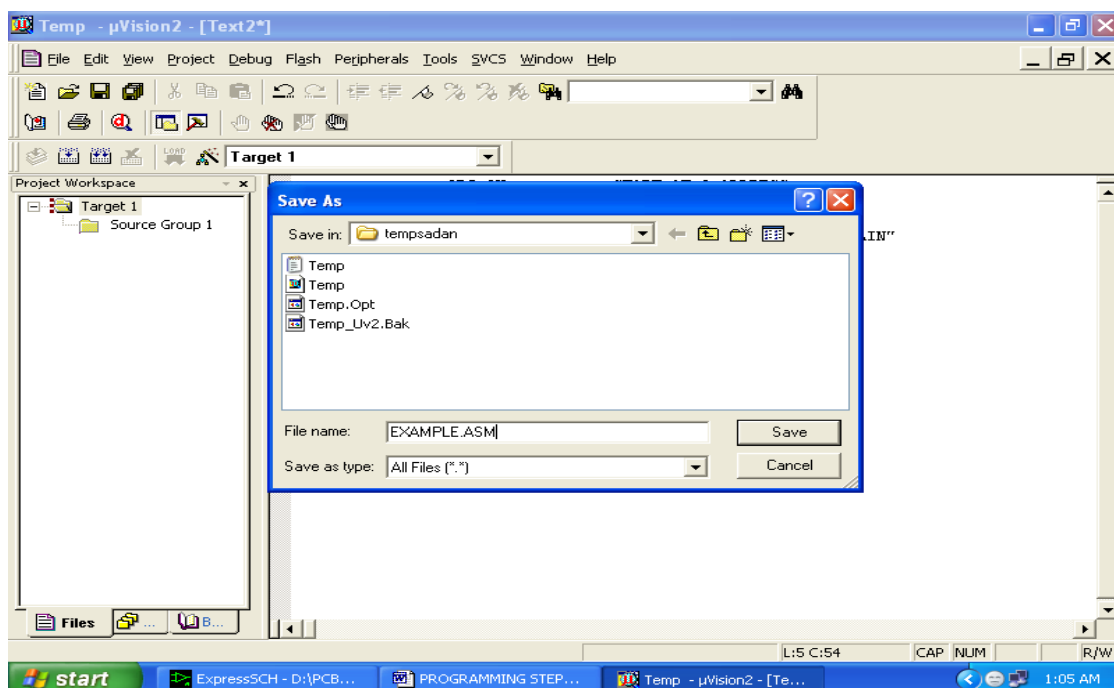 Temp - µVision2 - [Text2*]
File Edit View Project Debug Flash Peripherals Tools SVCS Window Help
LOAD Target 1
Project Workspace
Target 1
Source Group 1
Save As
Save in: tempsadan
IN"
Temp
Temp
Temp.Opt
Temp_Uv2.Bak
File name: EXAMPLE.ASM Save
Save as type: All Files (*.*) Cancel
Files ... B...
L:5 C:54 CAP NUM R/W
start ExpressSCH - D:\PCB... PROGRAMMING STEP... Temp - µVision2 - [Te... 1:05 AM